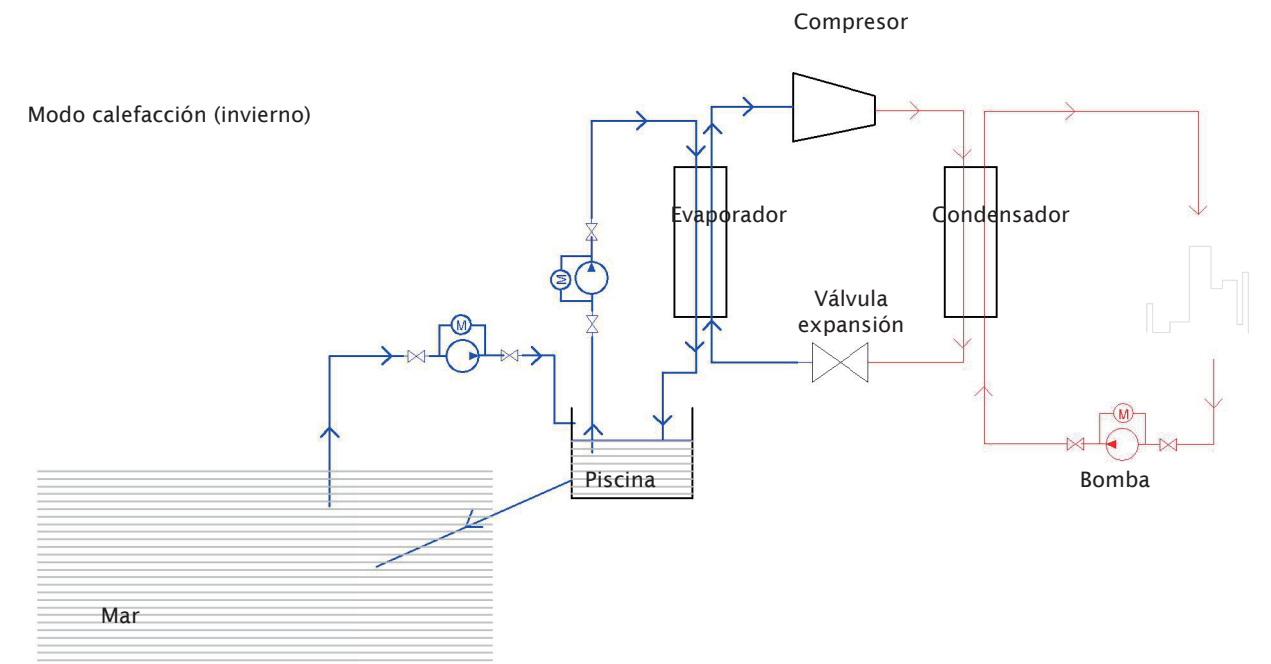 Compresor
Modo calefacción (invierno)
Evaporador
Condensador
M
Válvula
expansión
M
M
Piscina
Bomba
Mar